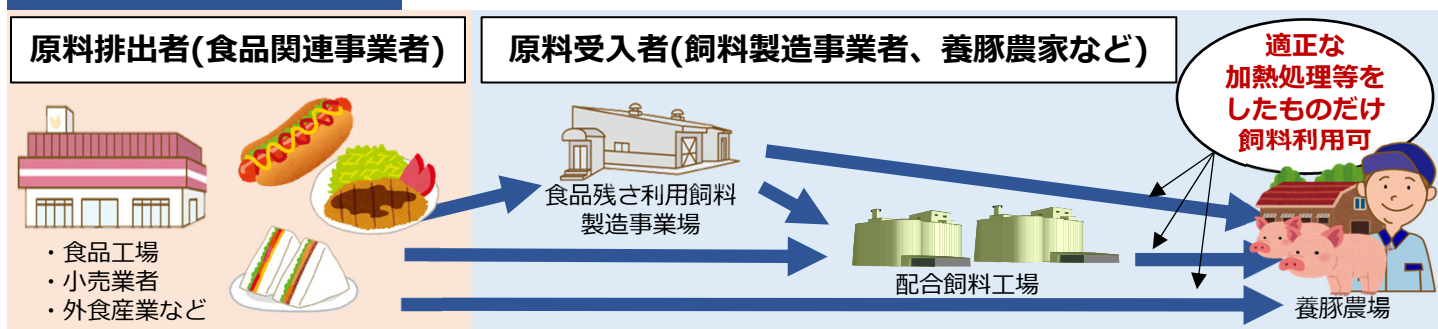 原料排出者(食品関連事業者)
原料受入者(飼料製造事業者、養豚農家など)
適正な
加熱処理等を
したものだけ
飼料利用可
食品残さ利用飼料
製造事業場
・食品工場
・小売業者
・外食産業など
配合飼料工場
養豚農場